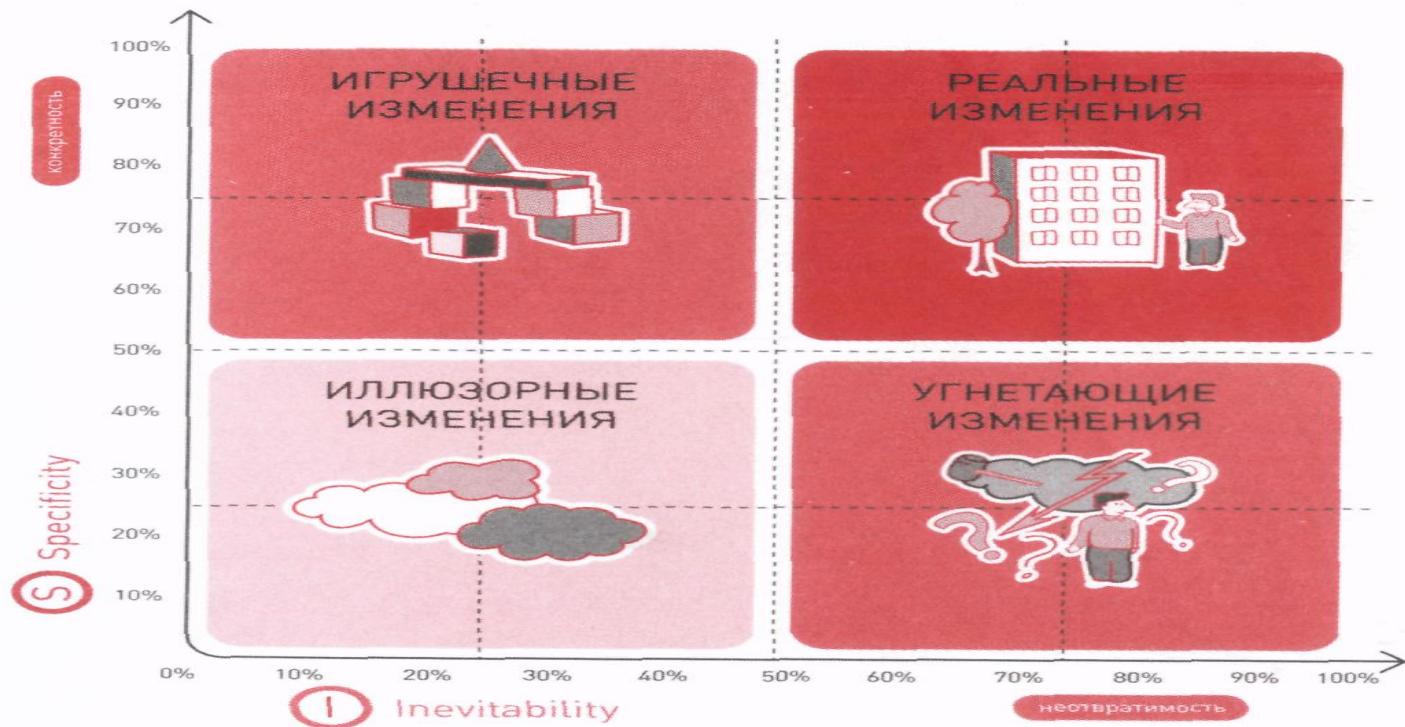 100%
90%
80%
70%
60%
50%
40%
30%
20%
10%
конкретность
S Specificity
ИГРУШЕЧНЫЕ
ИЗМЕНЕНИЯ
РЕАЛЬНЫЕ
ИЗМЕНЕНИЯ
ИЛЛЮЗОРНЫЕ
ИЗМЕНЕНИЯ
УГНЕТАЮЩИЕ
ИЗМЕНЕНИЯ
0% 10% 20% 30% 40% 50% 60% 70% 80% 90% 100%
I Inevitability
неотвратимость